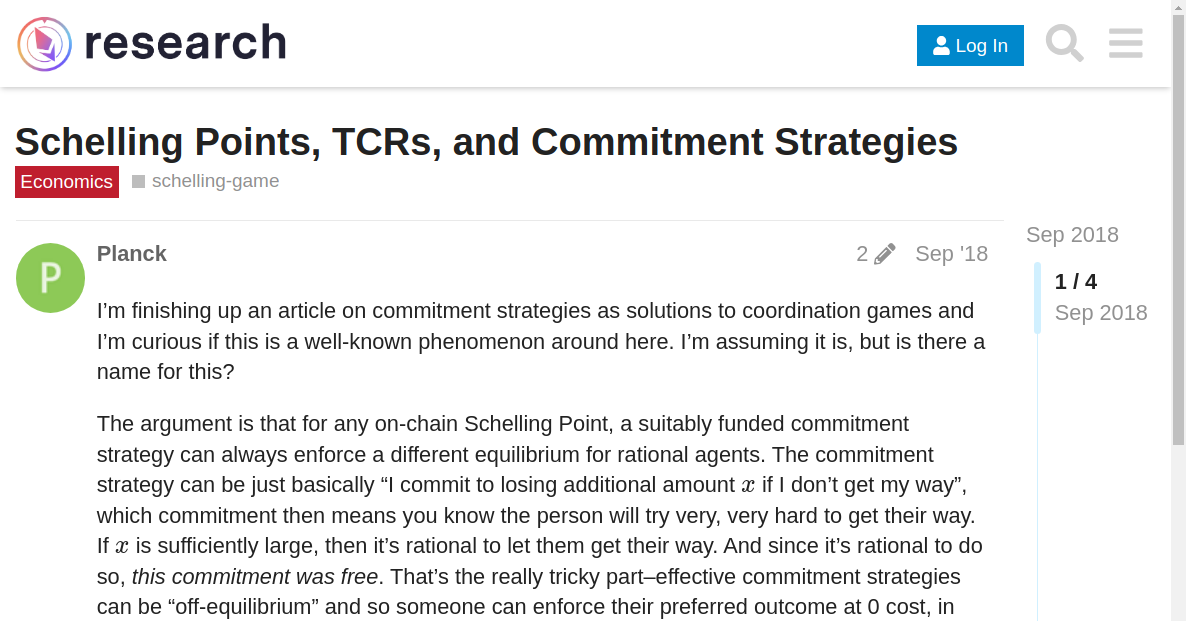 research
Log In
Schelling Points, TCRs, and Commitment Strategies
Economics schelling-game
Sep 2018
P
Planck 2 Sep '18
1 / 4
Sep 2018
I’m finishing up an article on commitment strategies as solutions to coordination games and
I’m curious if this is a well-known phenomenon around here. I’m assuming it is, but is there a
name for this?
The argument is that for any on-chain Schelling Point, a suitably funded commitment
strategy can always enforce a different equilibrium for rational agents. The commitment
strategy can be just basically “I commit to losing additional amount x if I don’t get my way”,
which commitment then means you know the person will try very, very hard to get their way.
If x is sufficiently large, then it’s rational to let them get their way. And since it’s rational to do
so, this commitment was free. That’s the really tricky part–effective commitment strategies
can be “off-equilibrium” and so someone can enforce their preferred outcome at 0 cost, in